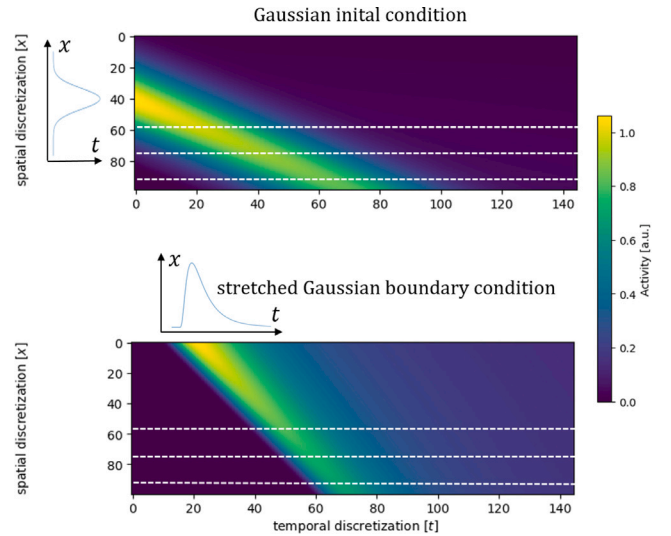 Gaussian inital condition
x
t
spatial discretization [x]
0
20
40
60
80
0 20 40 60 80 100 120 140
1.0
0.8
0.6
0.4
0.2
0.0
Activity [a.u.]
x
t
stretched Gaussian boundary condition
spatial discretization [x]
0
20
40
60
80
0 20 40 60 80 100 120 140
temporal discretization [t]